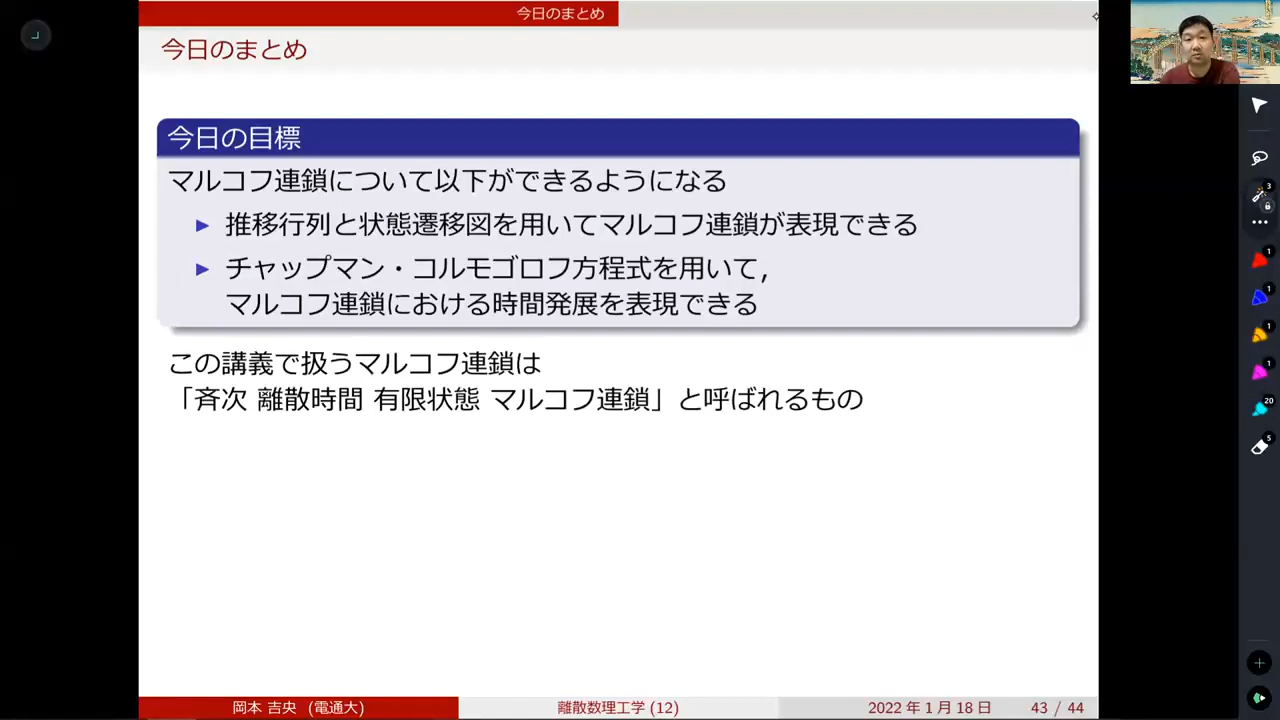 今日のまとめ
今日のまとめ
今日の目標
マルコフ連鎖について以下ができるようになる
▶ 推移行列と状態遷移図を用いてマルコフ連鎖が表現できる
▶ チャップマン・コルモゴロフ方程式を用いて,
マルコフ連鎖における時間発展を表現できる
この講義で扱うマルコフ連鎖は
「斉次 離散時間 有限状態 マルコフ連鎖」と呼ばれるもの
岡本 吉央 (電通大) 離散数理工学 (12) 2022 年 1 月 18 日 43 / 44
3
1
1
1
1
20
5